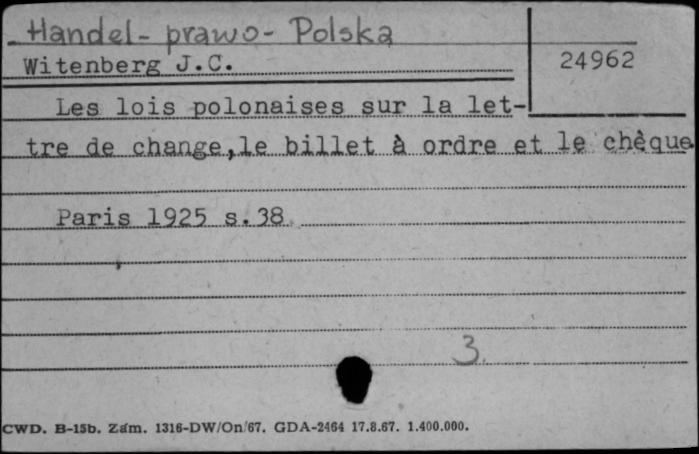 Handel - prawo - Polska
Witenberg J.C.
24962
Les lois polonaises sur la let-
tre de change,le billet à ordre et le chèque
Paris 1925 s.38
3.
CWD. B-15b. Zam. 1316-DW/On/67. GDA-2464 17.8.67. 1.400.000.